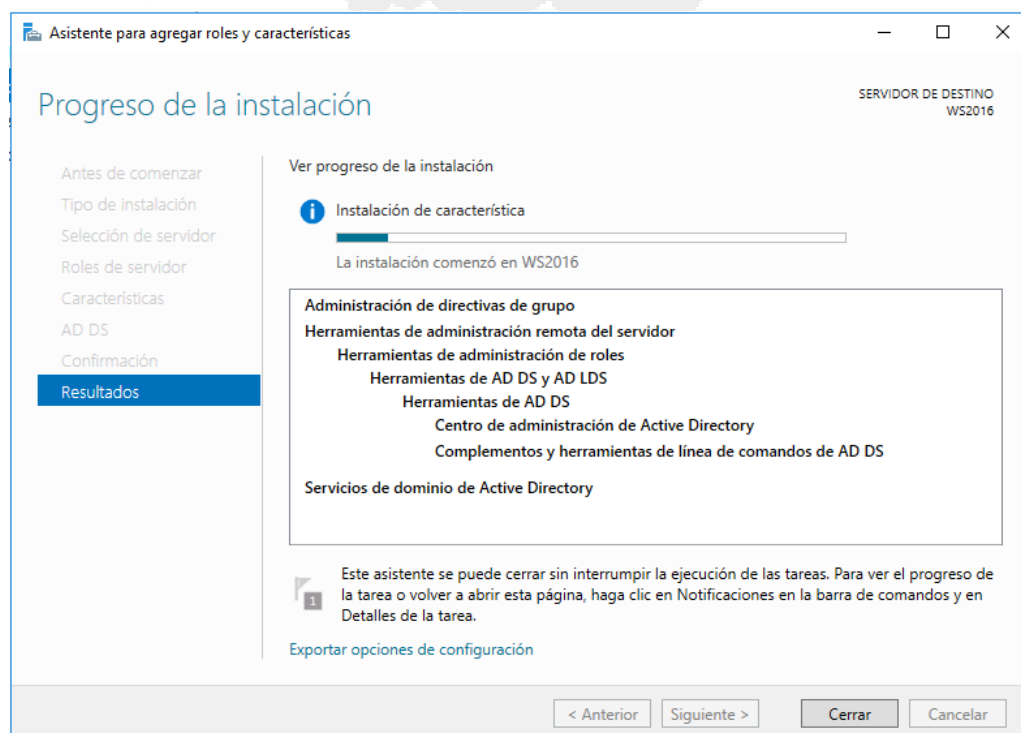 Asistente para agregar roles y características
Progreso de la instalación
SERVIDOR DE DESTINO
WS2016
Antes de comenzar
Tipo de instalación
Selección de servidor
Roles de servidor
Características
AD DS
Confirmación
Resultados
Ver progreso de la instalación
Instalación de característica
La instalación comenzó en WS2016
Administración de directivas de grupo
Herramientas de administración remota del servidor
Herramientas de administración de roles
Herramientas de AD DS y AD LDS
Herramientas de AD DS
Centro de administración de Active Directory
Complementos y herramientas de línea de comandos de AD DS
Servicios de dominio de Active Directory
1
Este asistente se puede cerrar sin interrumpir la ejecución de las tareas. Para ver el progreso de
la tarea o volver a abrir esta página, haga clic en Notificaciones en la barra de comandos y en
Detalles de la tarea.
Exportar opciones de configuración
< Anterior
Siguiente >
Cerrar
Cancelar